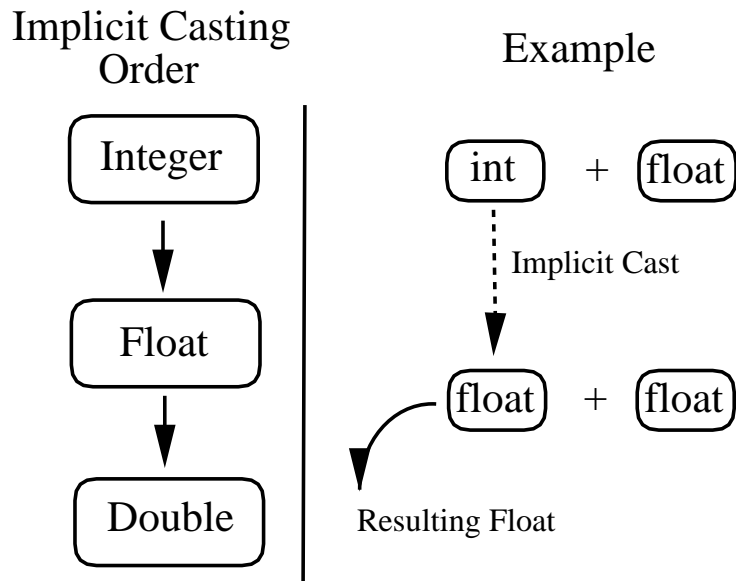 Implicit Casting
Order
Integer
Float
Double
Example
int + float
Implicit Cast
float + float
Resulting Float